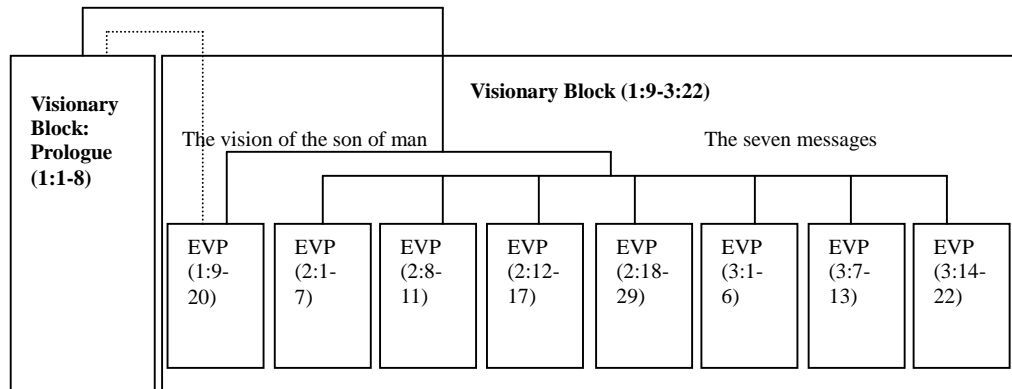 Visionary
Block:
Prologue
(1:1-8)
Visionary Block (1:9-3:22)
The vision of the son of man
The seven messages
EVP
(1:9-
20)
EVP
(2:1-
7)
EVP
(2:8-
11)
EVP
(2:12-
17)
EVP
(2:18-
29)
EVP
(3:1-
6)
EVP
(3:7-
13)
EVP
(3:14-
22)